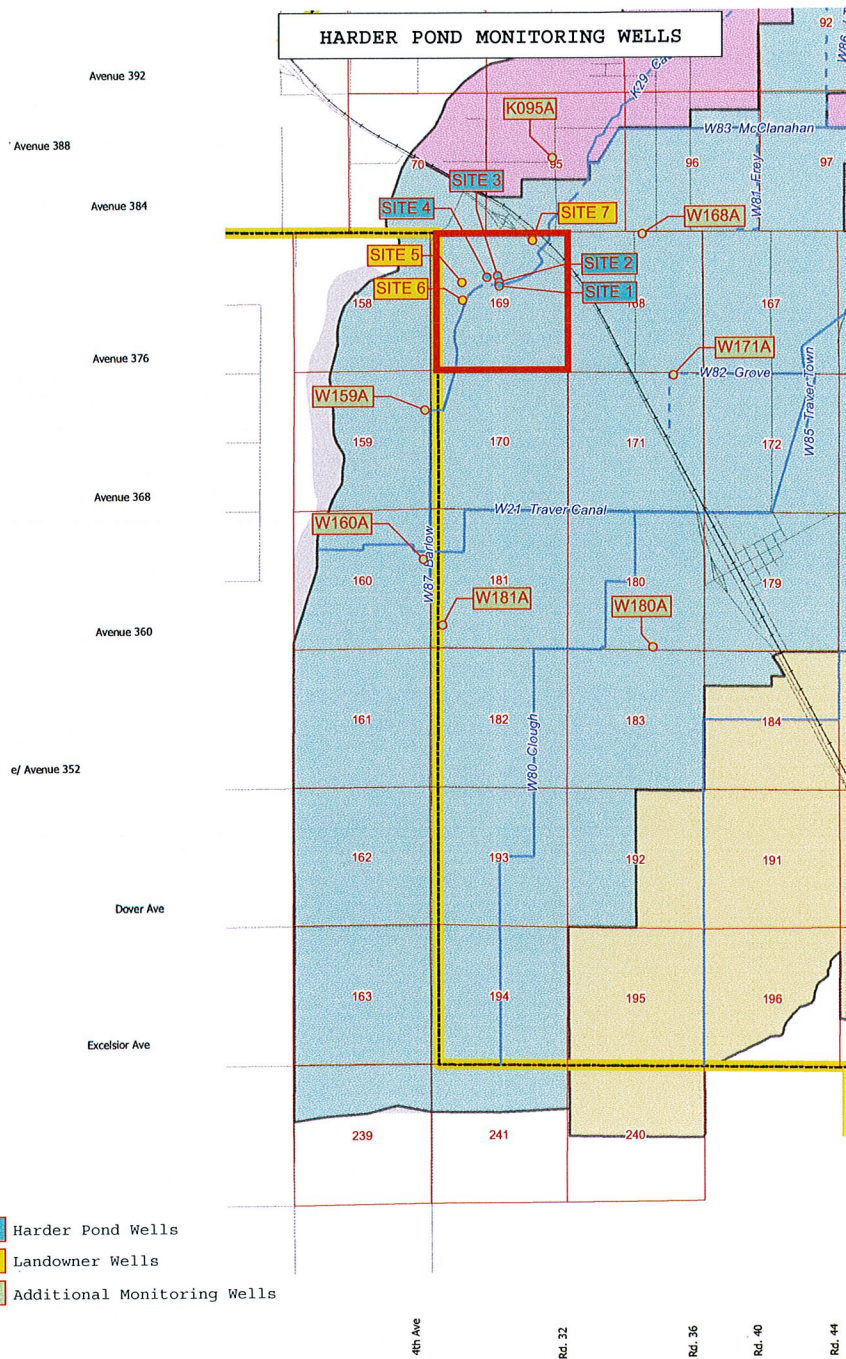 HARDER POND MONITORING WELLS
92
Avenue 392
K095A
W83 McClanahan
' Avenue 388
70
95
96
97
SITE 3
W81 Frey
Avenue 384
SITE 4
SITE 7
W168A
SITE 5
SITE 2
SITE 6
SITE 1
158
169
168
167
Avenue 376
W171A
W82 Grove
W85 Traver Town
W159A
159
170
171
172
Avenue 368
W21 Traver Canal
W160A
W87 Barlow
160
181
180
179
W181A
W180A
Avenue 360
161
182
183
184
W80 Clough
e/ Avenue 352
162
193
192
191
Dover Ave
163
194
195
196
Excelsior Ave
239
241
240
Harder Pond Wells
Landowner Wells
Additional Monitoring Wells
4th Ave
Rd. 32
Rd. 36
Rd. 40
Rd. 44